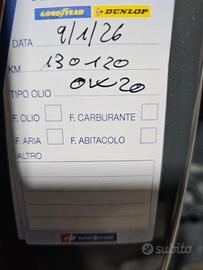 GOODYEAR DUNLOP
DATA 9/1/26
KM 130120
TIPO OLIO 0W20
F. OLIO F. CARBURANTE
F. ARIA F. ABITACOLO
ALTRO
subito